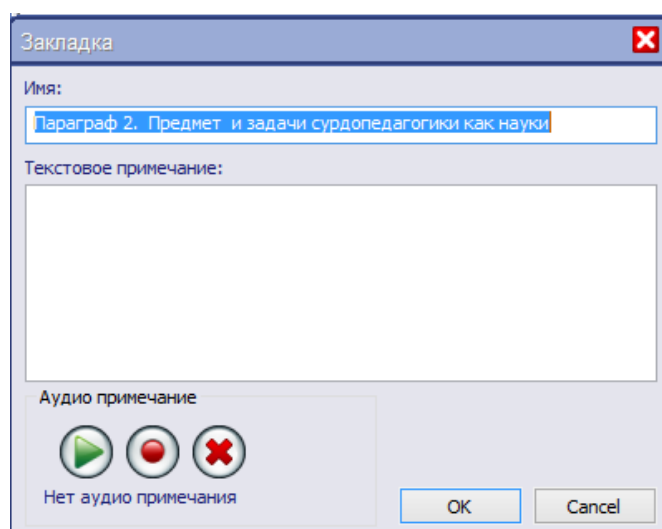 Закладка
Имя:
Параграф 2.  Предмет  и задачи сурдопедагогики как науки
Текстовое примечание:
Аудио примечание
Нет аудио примечания
OK
Cancel